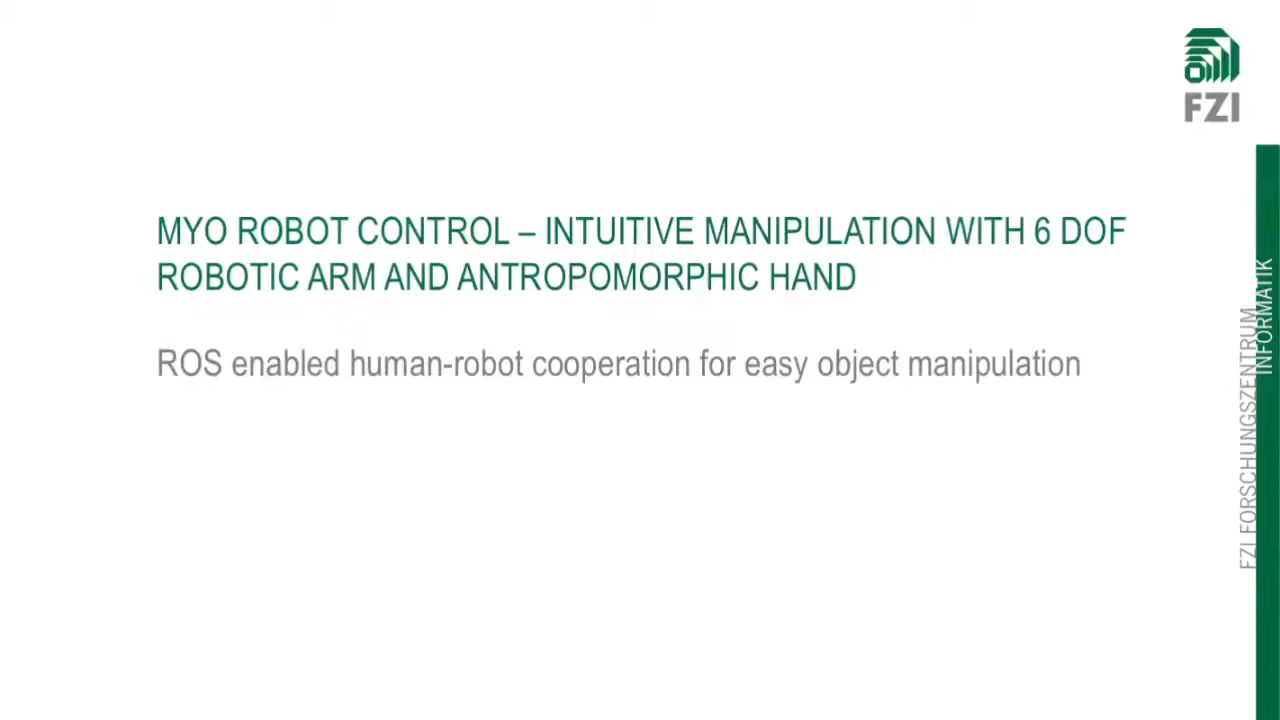 FZI
MYO ROBOT CONTROL – INTUITIVE MANIPULATION WITH 6 DOF
ROBOTIC ARM AND ANTROPOMORPHIC HAND
ROS enabled human-robot cooperation for easy object manipulation
FZI FORSCHUNGSZENTRUM
INFORMATIK